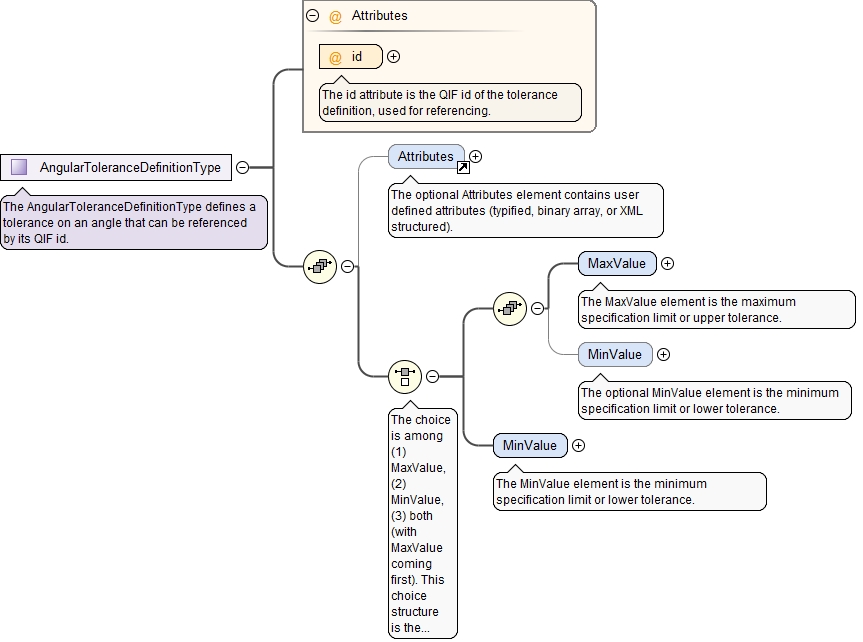 @ Attributes
@ id
The id attribute is the QIF id of the tolerance
definition, used for referencing.
AngularToleranceDefinitionType
The AngularToleranceDefinitionType defines a
tolerance on an angle that can be referenced
by its QIF id.
Attributes
The optional Attributes element contains user
defined attributes (typified, binary array, or XML
structured).
MaxValue
The MaxValue element is the maximum
specification limit or upper tolerance.
MinValue
The optional MinValue element is the minimum
specification limit or lower tolerance.
The choice
is among
(1)
MaxValue,
(2)
MinValue,
(3) both
(with
MaxValue
coming
first). This
choice
structure
is the...
MinValue
The MinValue element is the minimum
specification limit or lower tolerance.